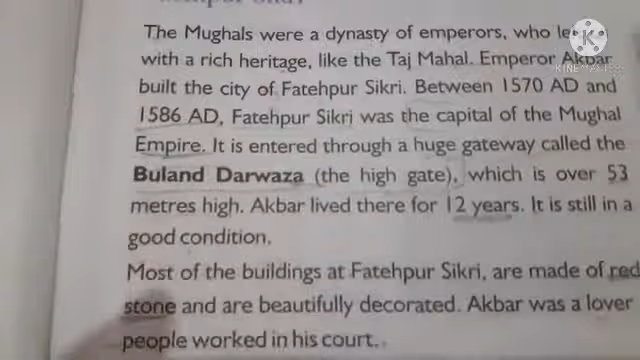 The Mughals were a dynasty of emperors, who
with a rich heritage, like the Taj Mahal. Emperor Akbar
built the city of Fatehpur Sikri. Between 1570 AD and
1586 AD, Fatehpur Sikri was the capital of the Mughal
Empire. It is entered through a huge gateway called the
Buland Darwaza (the high gate), which is over 53
metres high. Akbar lived there for 12 years. It is still in a
good condition.
Most of the buildings at Fatehpur Sikri, are made of red
stone and are beautifully decorated. Akbar was a lover
people worked in his court.
K
KINEMASTER